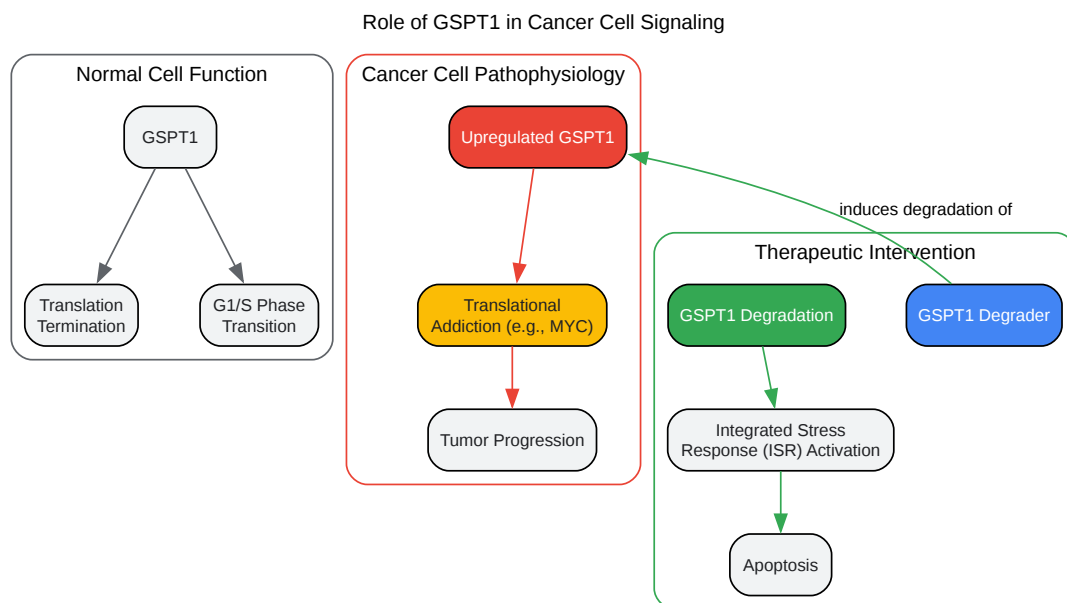 Role of GSPT1 in Cancer Cell Signaling
Normal Cell Function
GSPT1
Translation
Termination
G1/S Phase
Transition
Cancer Cell Pathophysiology
Upregulated GSPT1
Translational
Addiction (e.g., MYC)
Tumor Progression
induces degradation of
Therapeutic Intervention
GSPT1 Degradation
GSPT1 Degrader
Integrated Stress
Response (ISR) Activation
Apoptosis